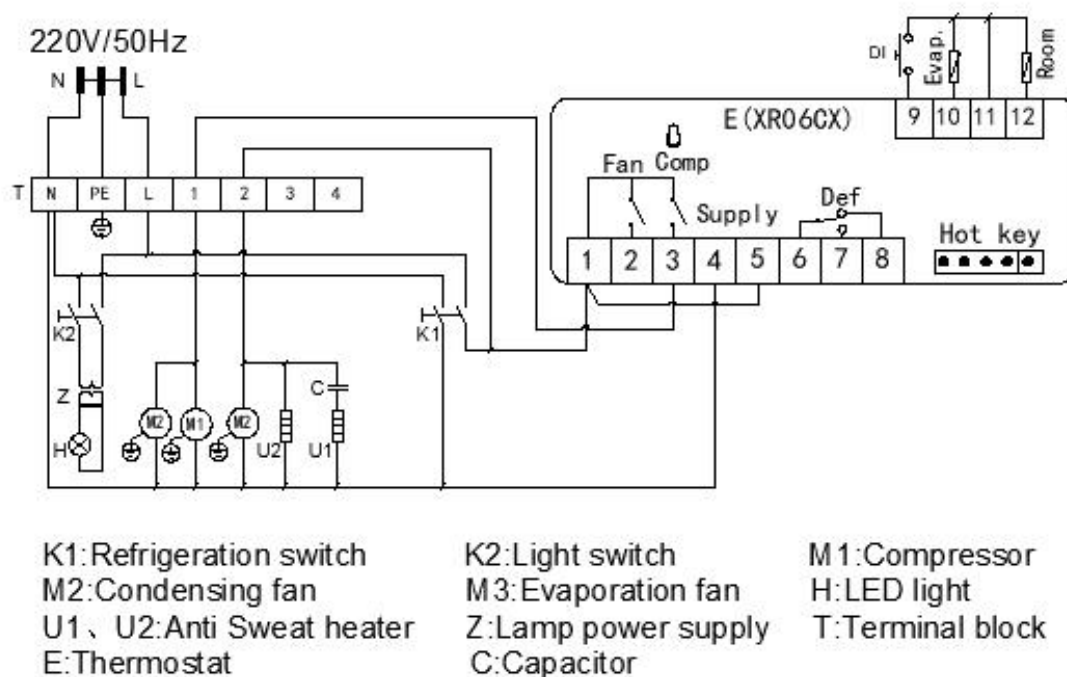 220V/50Hz
N L
DI Evap. Room
9 10 11 12
E(XR06CX)
Fan Comp
T N PE L 1 2 3 4
Supply Def
Hot key
1 2 3 4 5 6 7 8
K2 K1
Z C
H M2 M1 M2 U2 U1
K1:Refrigeration switch K2:Light switch M1:Compressor
M2:Condensing fan M3:Evaporation fan H:LED light
U1、U2:Anti Sweat heater Z:Lamp power supply T:Terminal block
E:Thermostat C:Capacitor